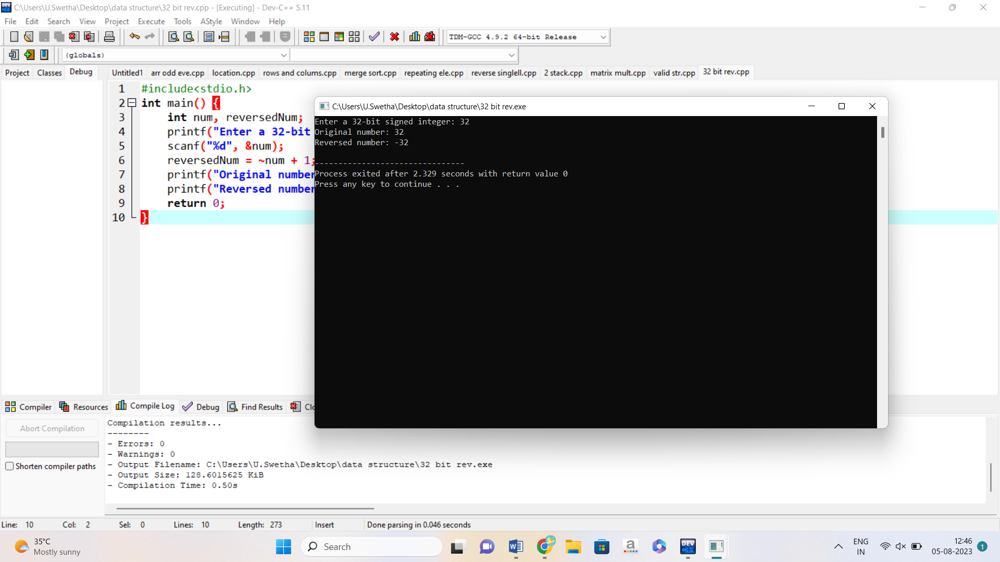 C:\Users\U.Swetha\Desktop\data structure\32 bit rev.cpp - [Executing] - Dev-C++ 5.11
File Edit Search View Project Execute Tools AStyle Window Help
TDM-GCC 4.9.2 64-bit Release
(globals)
Project Classes Debug
Untitled1 arr odd eve.cpp location.cpp rows and colums.cpp merge sort.cpp repeating ele.cpp reverse singlell.cpp 2 stack.cpp matrix mult.cpp valid str.cpp 32 bit rev.cpp
1 #include<stdio.h>
2 int main() {
3 int num, reversedNum;
4 printf("Enter a 32-bit
5 scanf("%d", &num);
6 reversedNum = ~num + 1;
7 printf("Original number
8 printf("Reversed number
9 return 0;
10 }
C:\Users\U.Swetha\Desktop\data structure\32 bit rev.exe
Enter a 32-bit signed integer: 32
Original number: 32
Reversed number: -32
--------------------------------
Process exited after 2.329 seconds with return value 0
Press any key to continue . . .
Compiler Resources Compile Log Debug Find Results Clo
Abort Compilation
Shorten compiler paths
Compilation results...
--------
- Errors: 0
- Warnings: 0
- Output Filename: C:\Users\U.Swetha\Desktop\data structure\32 bit rev.exe
- Output Size: 128.6015625 KiB
- Compilation Time: 0.50s
Line: 10 Col: 2 Sel: 0 Lines: 10 Length: 273 Insert Done parsing in 0.046 seconds
35°C
Mostly sunny
Search
DEV
a
ENG
IN
12:46
05-08-2023
1